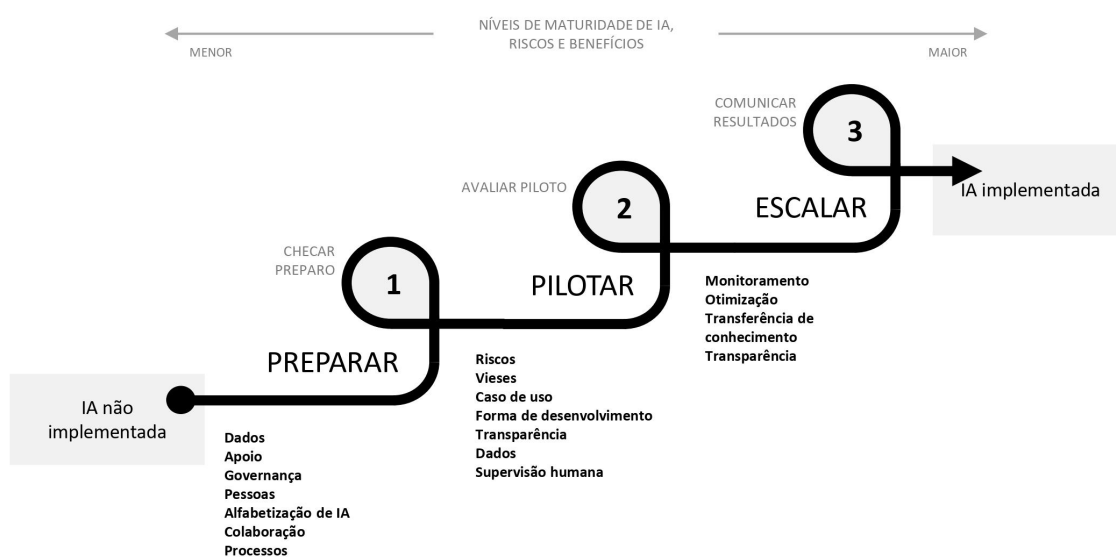 NÍVEIS DE MATURIDADE DE IA,
RISCOS E BENEFÍCIOS
MENOR
MAIOR
COMUNICAR
RESULTADOS
3
IA implementada
AVALIAR PILOTO
2
ESCALAR
CHECAR
PREPARO
1
PILOTAR
Monitoramento
Otimização
Transferência de
conhecimento
Transparência
PREPARAR
Riscos
Vieses
Caso de uso
Forma de desenvolvimento
Transparência
Dados
Supervisão humana
IA não
implementada
Dados
Apoio
Governança
Pessoas
Alfabetização de IA
Colaboração
Processos